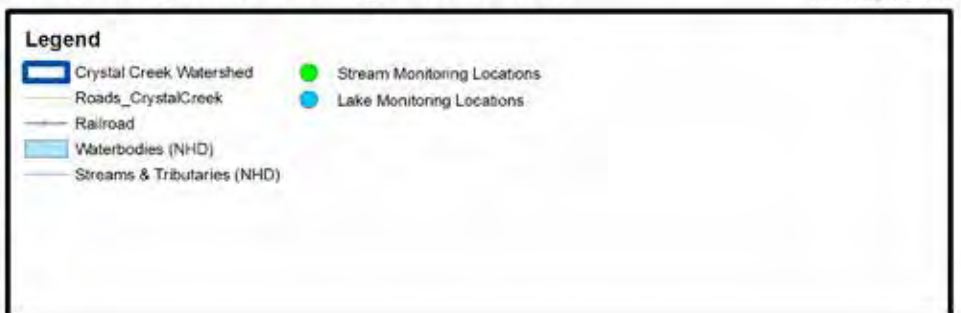 Legend
Crystal Creek Watershed
Roads_CrystalCreek
Railroad
Waterbodies (NHD)
Streams & Tributaries (NHD)
Stream Monitoring Locations
Lake Monitoring Locations